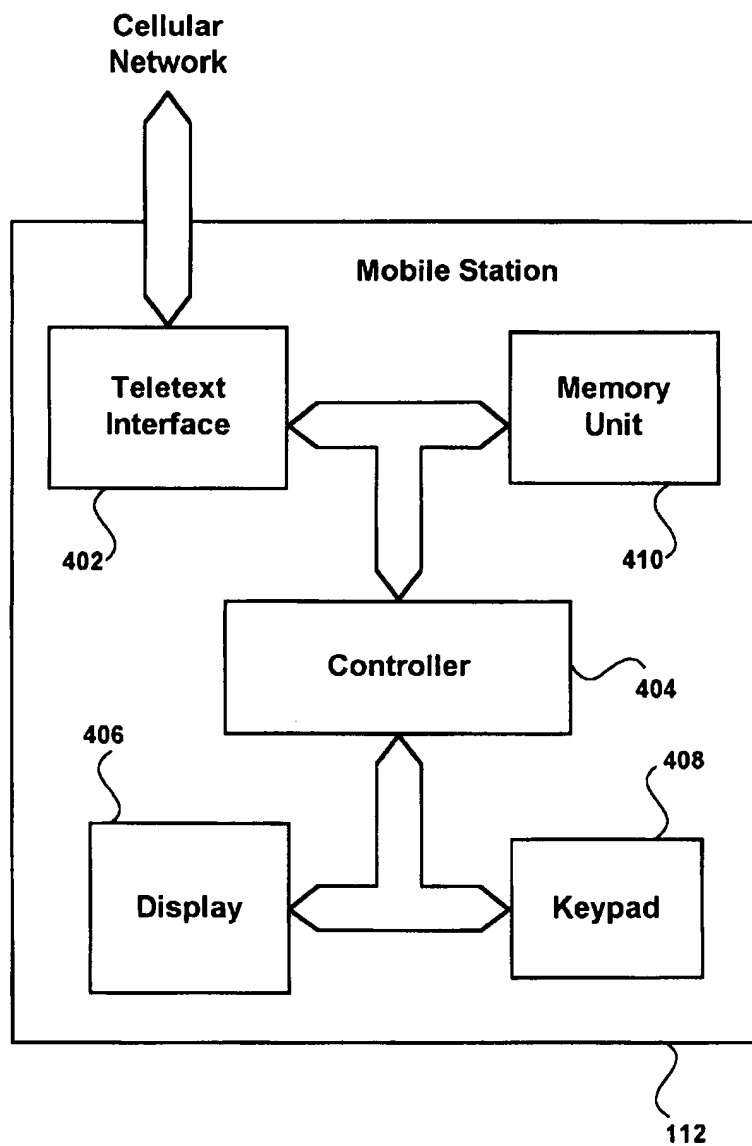 Cellular
Network
Mobile Station
Teletext
Interface
Memory
Unit
402
410
Controller
404
406
408
Display
Keypad
112